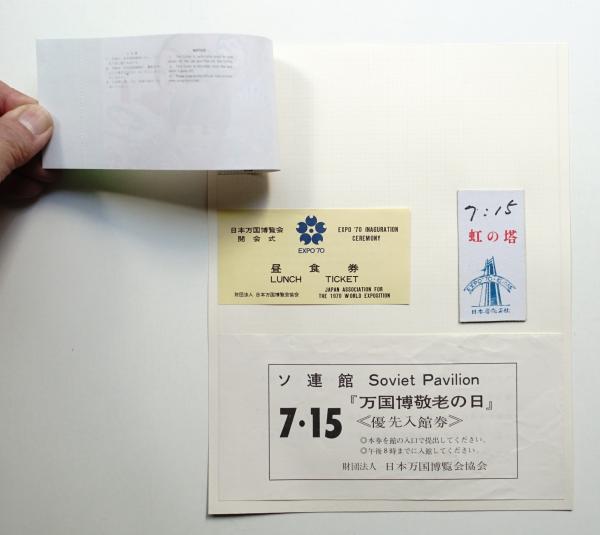 NOTICE
日本万国博覧会
開会式
EXPO'70
EXPO '70 INAGURATION
CEREMONY
昼食券
LUNCH TICKET
財団法人 日本万国博覧会協会
JAPAN ASSOCIATION FOR
THE 1970 WORLD EXPOSITION
7:15
虹の塔
ソ連館 Soviet Pavilion
7・15
『万国博敬老の日』
≪優先入館券≫
◎本券を館の入口で提出してください。
◎午後8時までに入館してください。
財団法人 日本万国博覧会協会